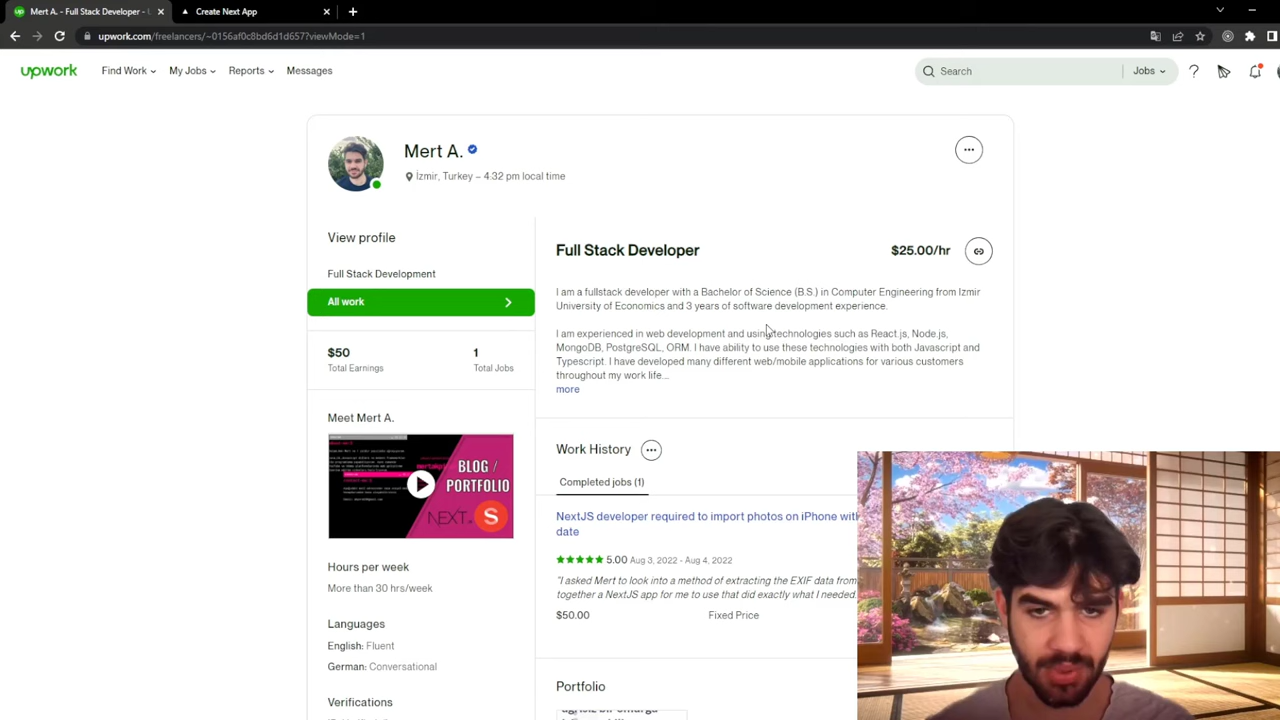 Mert A. - Full Stack Developer -
Create Next App
upwork.com/freelancers/~0156af0c8bd6d1d657?viewMode=1
upwork
Find Work
My Jobs
Reports
Messages
Search
Jobs
Mert A.
İzmir, Turkey – 4:32 pm local time
View profile
Full Stack Development
All work
$50
Total Earnings
1
Total Jobs
Meet Mert A.
BLOG /
PORTFOLIO
NEXT
S
Hours per week
More than 30 hrs/week
Languages
English: Fluent
German: Conversational
Verifications
Full Stack Developer
$25.00/hr
I am a fullstack developer with a Bachelor of Science (B.S.) in Computer Engineering from Izmir
University of Economics and 3 years of software development experience.
I am experienced in web development and using technologies such as React.js, Node.js,
MongoDB, PostgreSQL, ORM. I have ability to use these technologies with both Javascript and
Typescript. I have developed many different web/mobile applications for various customers
throughout my work life...
more
Work History
Completed jobs (1)
NextJS developer required to import photos on iPhone with
date
5.00 Aug 3, 2022 - Aug 4, 2022
"I asked Mert to look into a method of extracting the EXIF data from
together a NextJS app for me to use that did exactly what I needed.
$50.00
Fixed Price
Portfolio